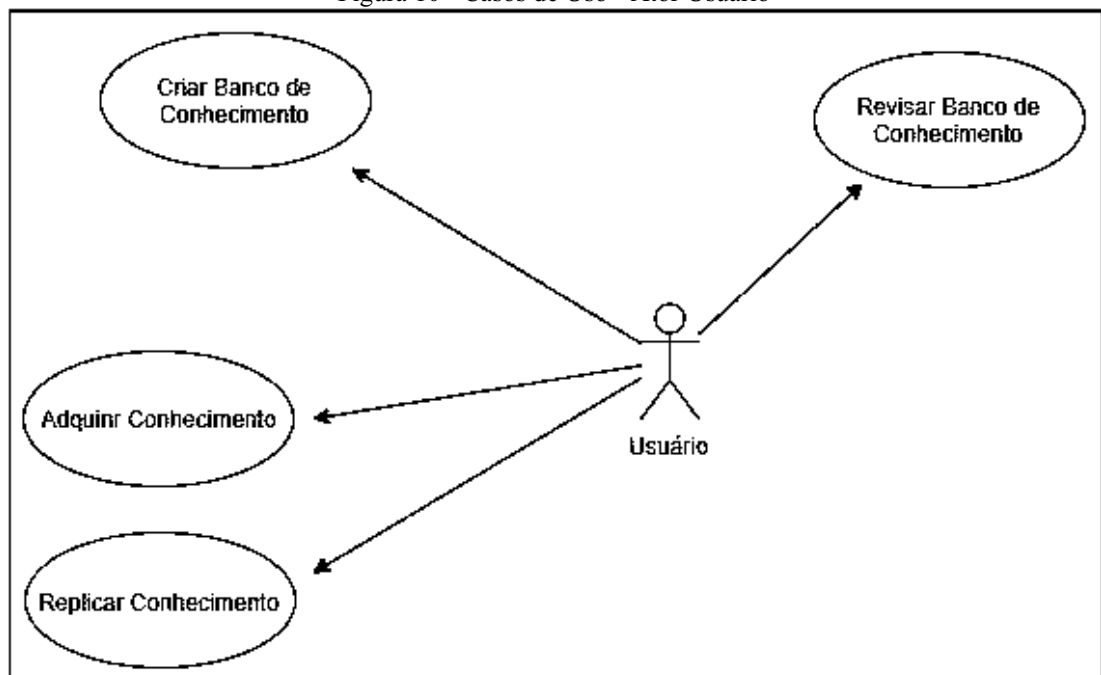 Criar Banco de
Conhecimento
Revisar Banco de
Conhecimento
Adquirir Conhecimento
Usuário
Replicar Conhecimento